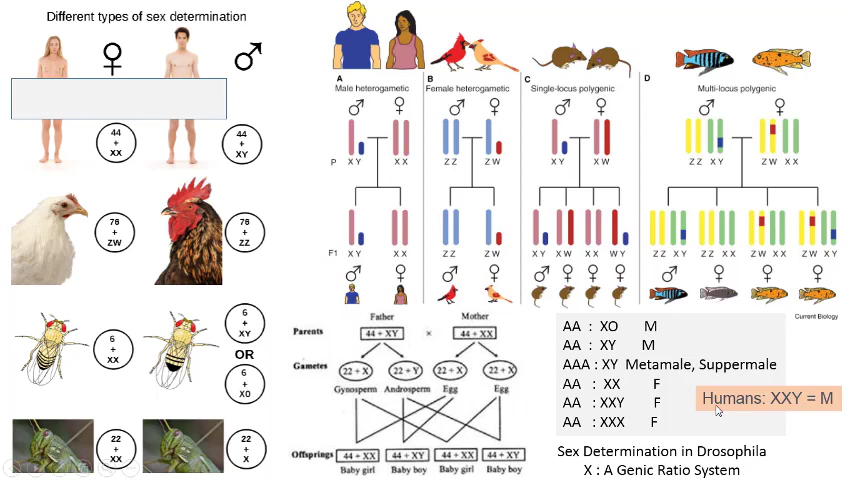 Different types of sex determination
♀
♂
44
+
XX
44
+
XY
76
+
ZW
76
+
ZZ
6
+
XX
6
+
XY
OR
6
+
X0
22
+
XX
22
+
X
A
B
C
D
Male heterogametic
Female heterogametic
Single-locus polygenic
Multi-locus polygenic
♂ ♀ ♂ ♀ ♂ ♀ ♂ ♀
P
X Y X X Z Z Z W X Y X W Z Z X Y Z W X X
F1
X Y X X Z Z Z W X Y X W X X W Y Z Z X Y Z Z X X Z W X X Z W X Y
♂ ♀ ♂ ♀ ♂ ♀ ♀ ♀ ♂ ♀ ♀ ♀
Current Biology
Father Mother
Parents 44 + XY × 44 + XX
Gametes 22 + X 22 + Y 22 + X 22 + X
Gynosperm Androsperm Egg Egg
Offsprings 44 + XX 44 + XY 44 + XX 44 + XY
Baby girl Baby boy Baby girl Baby boy
AA : XO M
AA : XY M
AAA : XY Metamale, Suppermale
AA : XX F
AA : XXY F
AA : XXX F
Humans: XXY = M
Sex Determination in Drosophila
X : A Genic Ratio System